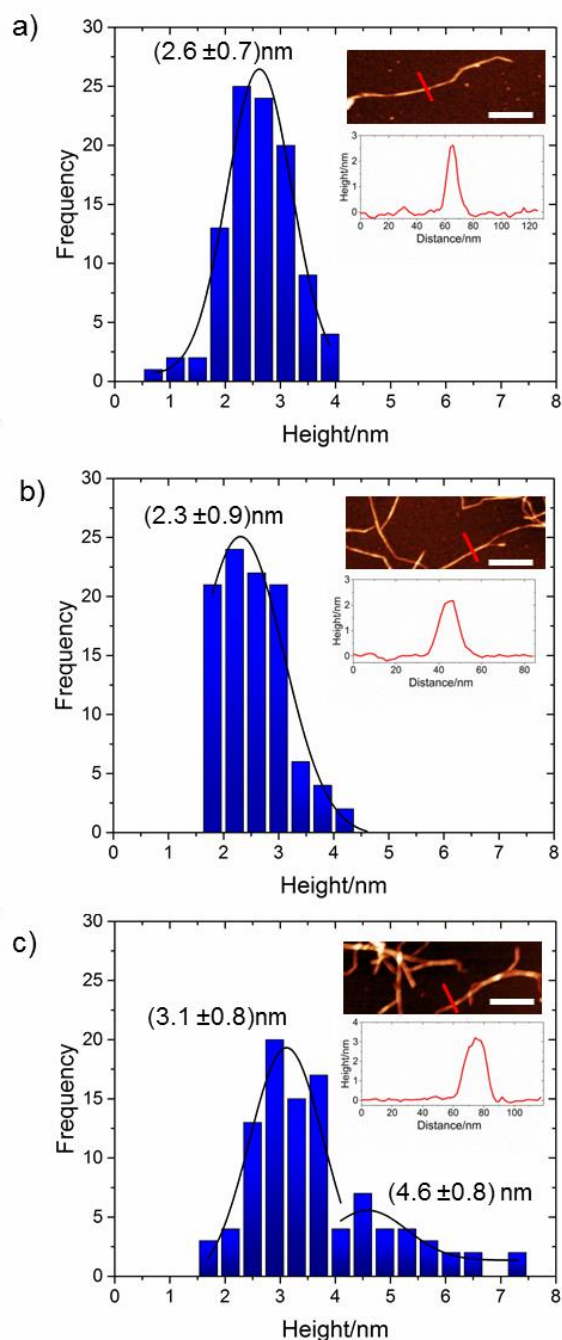 a)
(2.6 ±0.7)nm
30
25
20
15
10
5
0
Frequency
0 1 2 3 4 5 6 7 8
Height/nm
Height/nm
3
2
1
0
0 20 40 60 80 100 120
Distance/nm
b)
(2.3 ±0.9)nm
30
25
20
15
10
5
0
Frequency
0 1 2 3 4 5 6 7 8
Height/nm
Height/nm
3
2
1
0
0 20 40 60 80
Distance/nm
c)
(3.1 ±0.8)nm
(4.6 ±0.8) nm
30
25
20
15
10
5
0
Frequency
0 1 2 3 4 5 6 7 8
Height/nm
Height/nm
4
3
2
1
0
0 20 40 60 80 100
Distance/nm